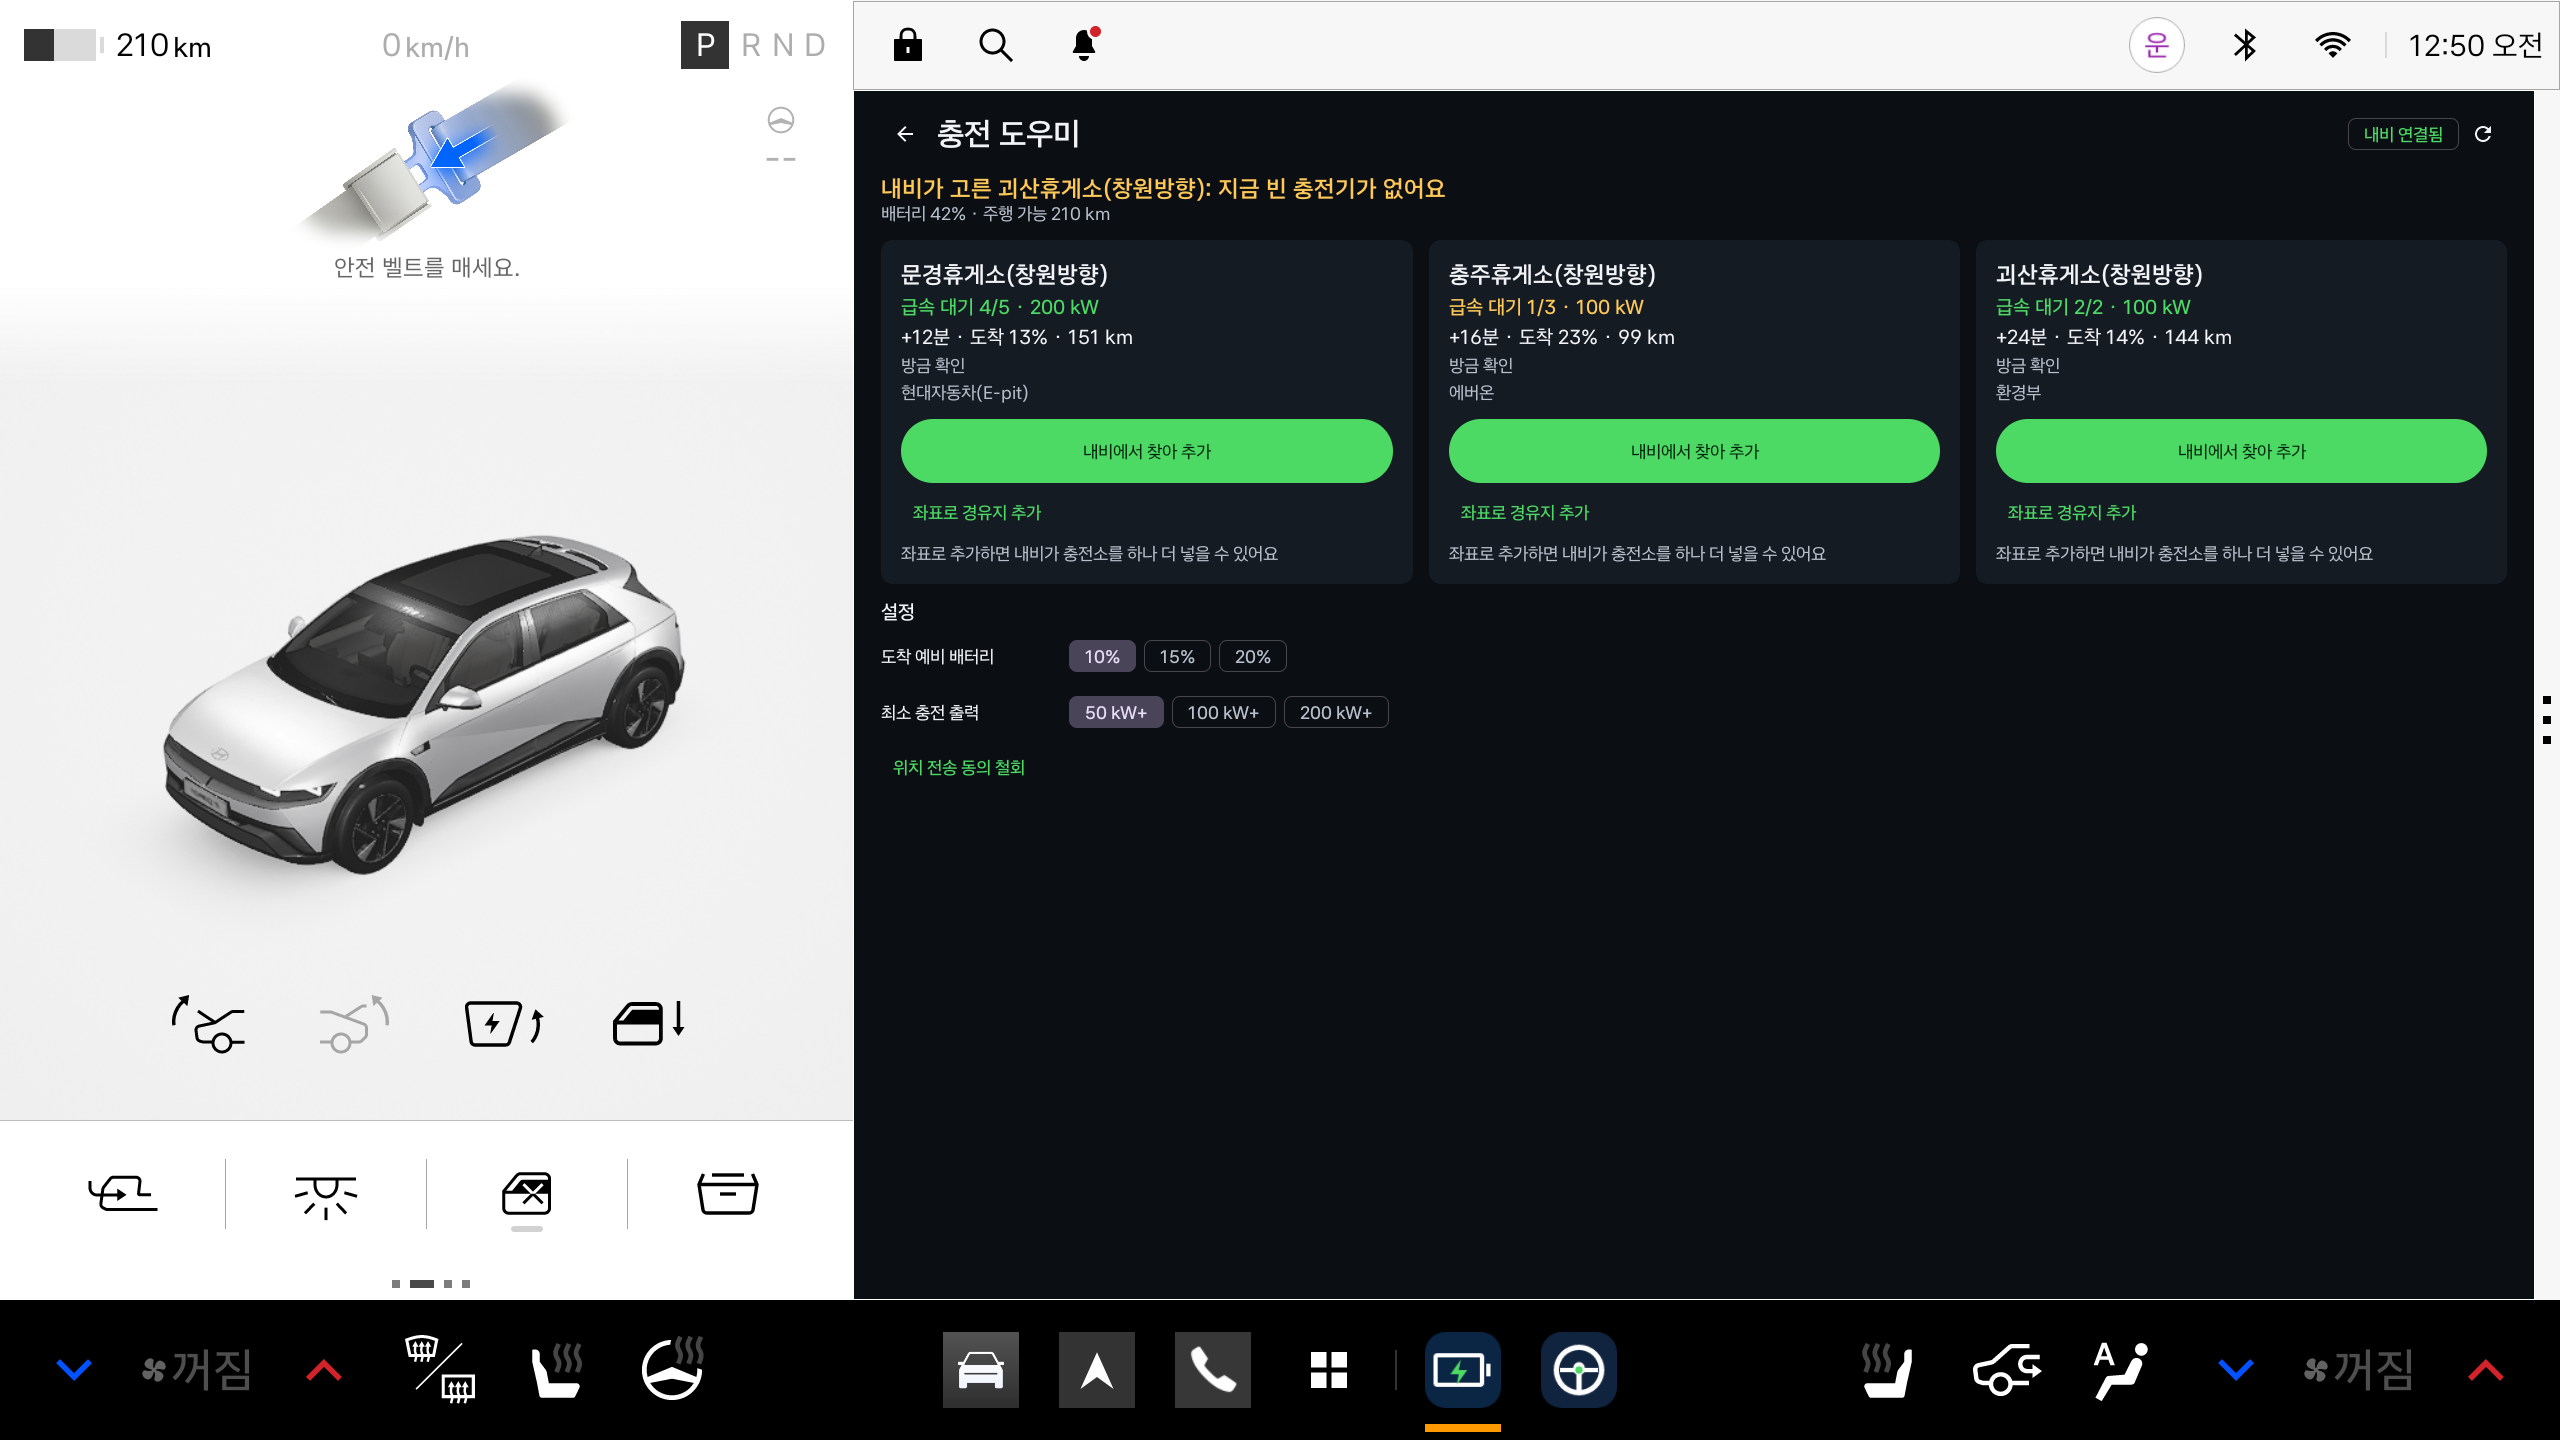 210 km
0 km/h
P R N D
안전 벨트를 매세요.
운
12:50 오전
충전 도우미
내비 연결됨
내비가 고른 괴산휴게소(창원방향): 지금 빈 충전기가 없어요
배터리 42% · 주행 가능 210 km
문경휴게소(창원방향)
급속 대기 4/5 · 200 kW
+12분 · 도착 13% · 151 km
방금 확인
현대자동차(E-pit)
내비에서 찾아 추가
좌표로 경유지 추가
좌표로 추가하면 내비가 충전소를 하나 더 넣을 수 있어요
충주휴게소(창원방향)
급속 대기 1/3 · 100 kW
+16분 · 도착 23% · 99 km
방금 확인
에버온
내비에서 찾아 추가
좌표로 경유지 추가
좌표로 추가하면 내비가 충전소를 하나 더 넣을 수 있어요
괴산휴게소(창원방향)
급속 대기 2/2 · 100 kW
+24분 · 도착 14% · 144 km
방금 확인
환경부
내비에서 찾아 추가
좌표로 경유지 추가
좌표로 추가하면 내비가 충전소를 하나 더 넣을 수 있어요
설정
도착 예비 배터리 10% 15% 20%
최소 충전 출력 50 kW+ 100 kW+ 200 kW+
위치 전송 동의 철회
꺼짐
A
꺼짐